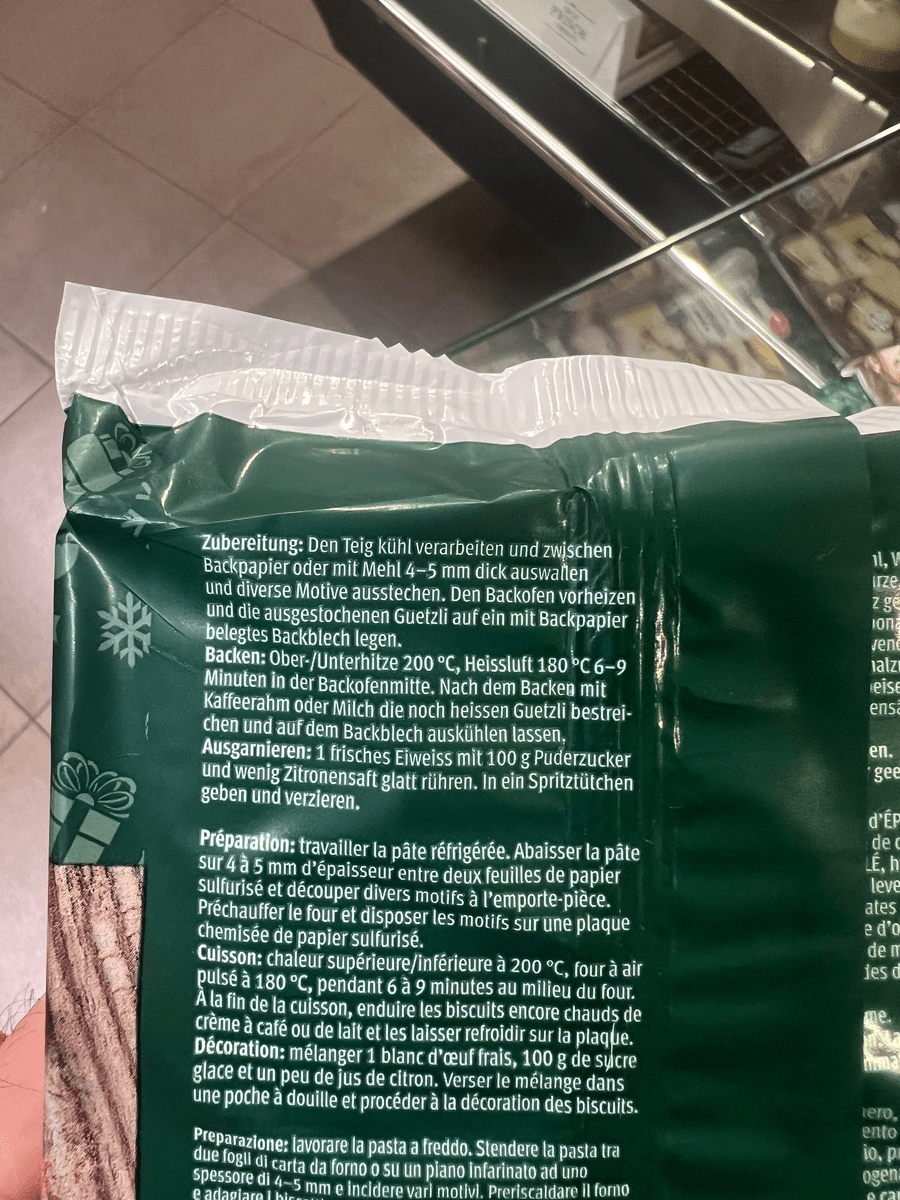 Zubereitung: Den Teig kühl verarbeiten und zwischen
Backpapier oder mit Mehl 4–5 mm dick auswallen
und diverse Motive ausstechen. Den Backofen vorheizen
und die ausgestochenen Guetzli auf ein mit Backpapier
belegtes Backblech legen.
Backen: Ober-/Unterhitze 200 °C, Heissluft 180 °C 6–9
Minuten in der Backofenmitte. Nach dem Backen mit
Kaffeerahm oder Milch die noch heissen Guetzli bestrei-
chen und auf dem Backblech auskühlen lassen.
Ausgarnieren: 1 frisches Eiweiss mit 100 g Puderzucker
und wenig Zitronensaft glatt rühren. In ein Spritztütchen
geben und verzieren.
Préparation: travailler la pâte réfrigérée. Abaisser la pâte
sur 4 à 5 mm d'épaisseur entre deux feuilles de papier
sulfurisé et découper divers motifs à l'emporte-pièce.
Préchauffer le four et disposer les motifs sur une plaque
chemisée de papier sulfurisé.
Cuisson: chaleur supérieure/inférieure à 200 °C, four à air
pulsé à 180 °C, pendant 6 à 9 minutes au milieu du four.
À la fin de la cuisson, enduire les biscuits encore chauds de
crème à café ou de lait et les laisser refroidir sur la plaque.
Décoration: mélanger 1 blanc d'œuf frais, 100 g de sucre
glace et un peu de jus de citron. Verser le mélange dans
une poche à douille et procéder à la décoration des biscuits.
Preparazione: lavorare la pasta a freddo. Stendere la pasta tra
due fogli di carta da forno o su un piano infarinato ad uno
spessore di 4–5 mm e incidere vari motivi. Preriscaldare il forno
e adagiare i